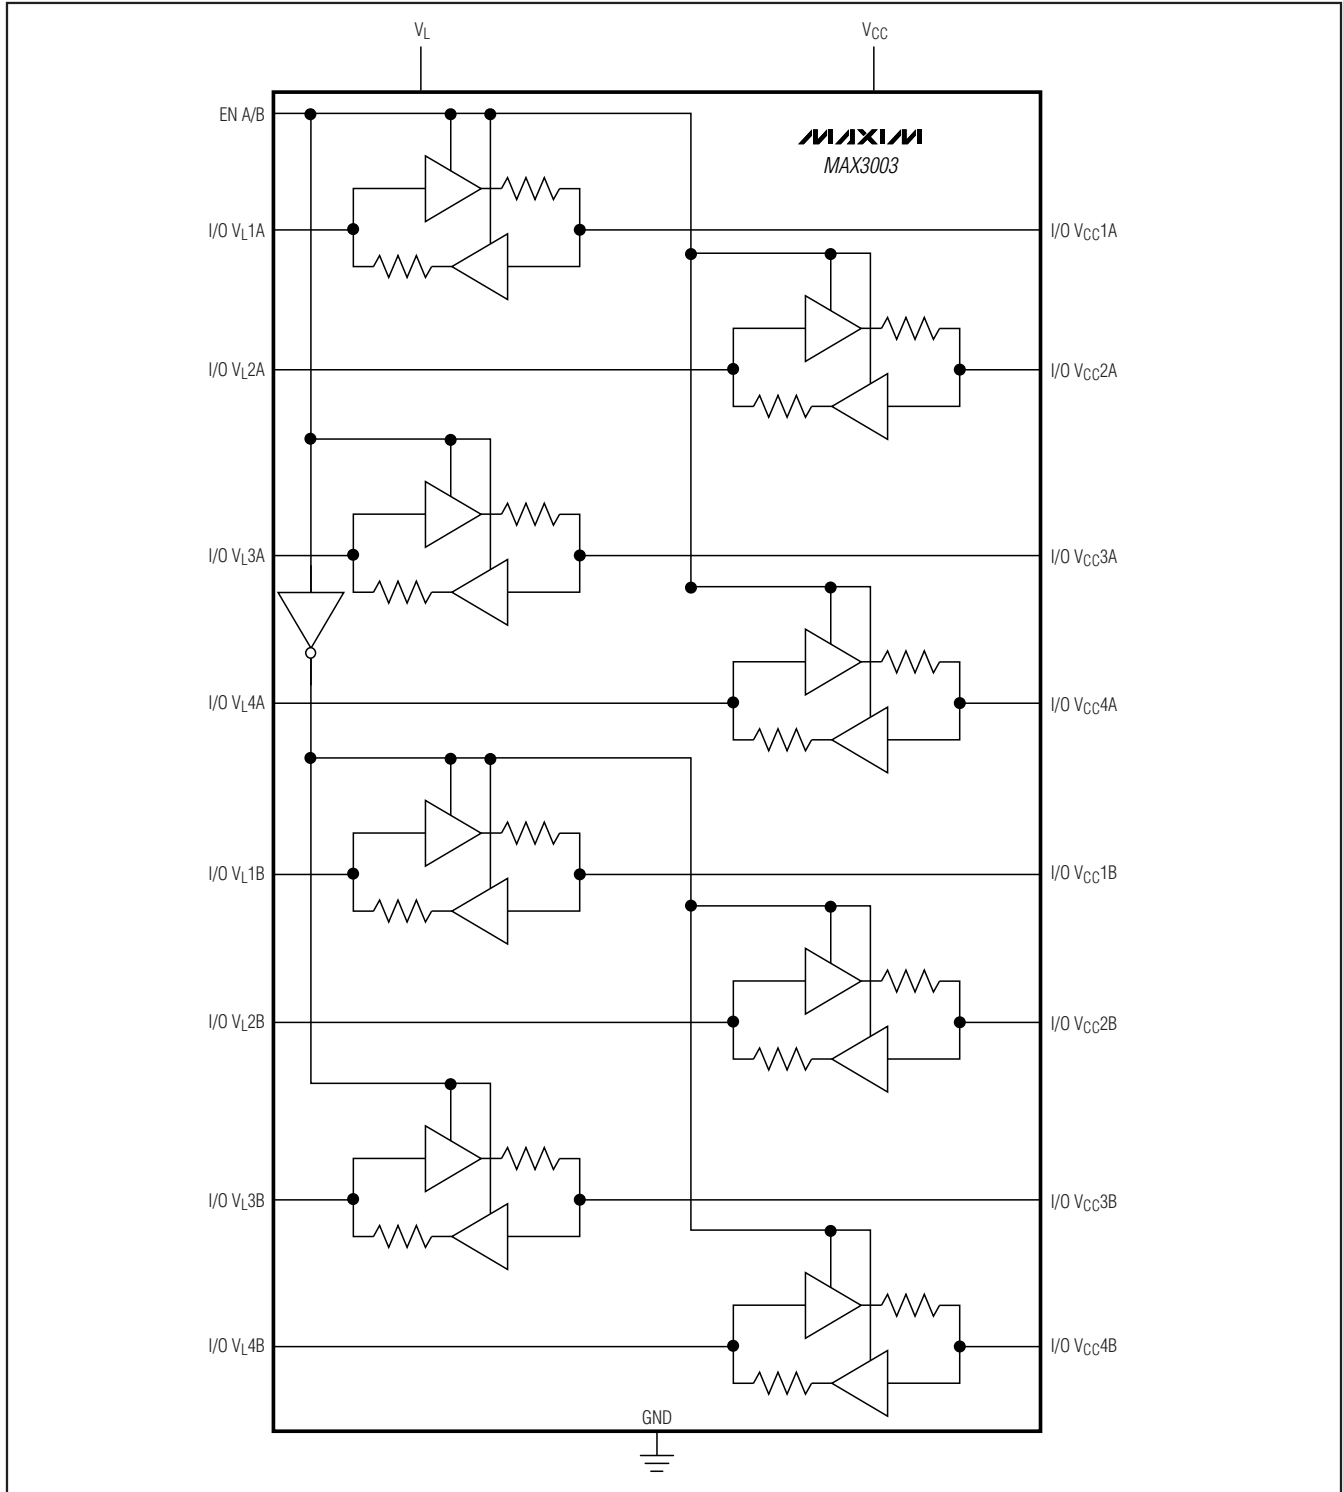 VL VCC
EN A/B
MAXIM
MAX3003
I/O VL1A I/O VCC1A
I/O VL2A I/O VCC2A
I/O VL3A I/O VCC3A
I/O VL4A I/O VCC4A
I/O VL1B I/O VCC1B
I/O VL2B I/O VCC2B
I/O VL3B I/O VCC3B
I/O VL4B I/O VCC4B
GND